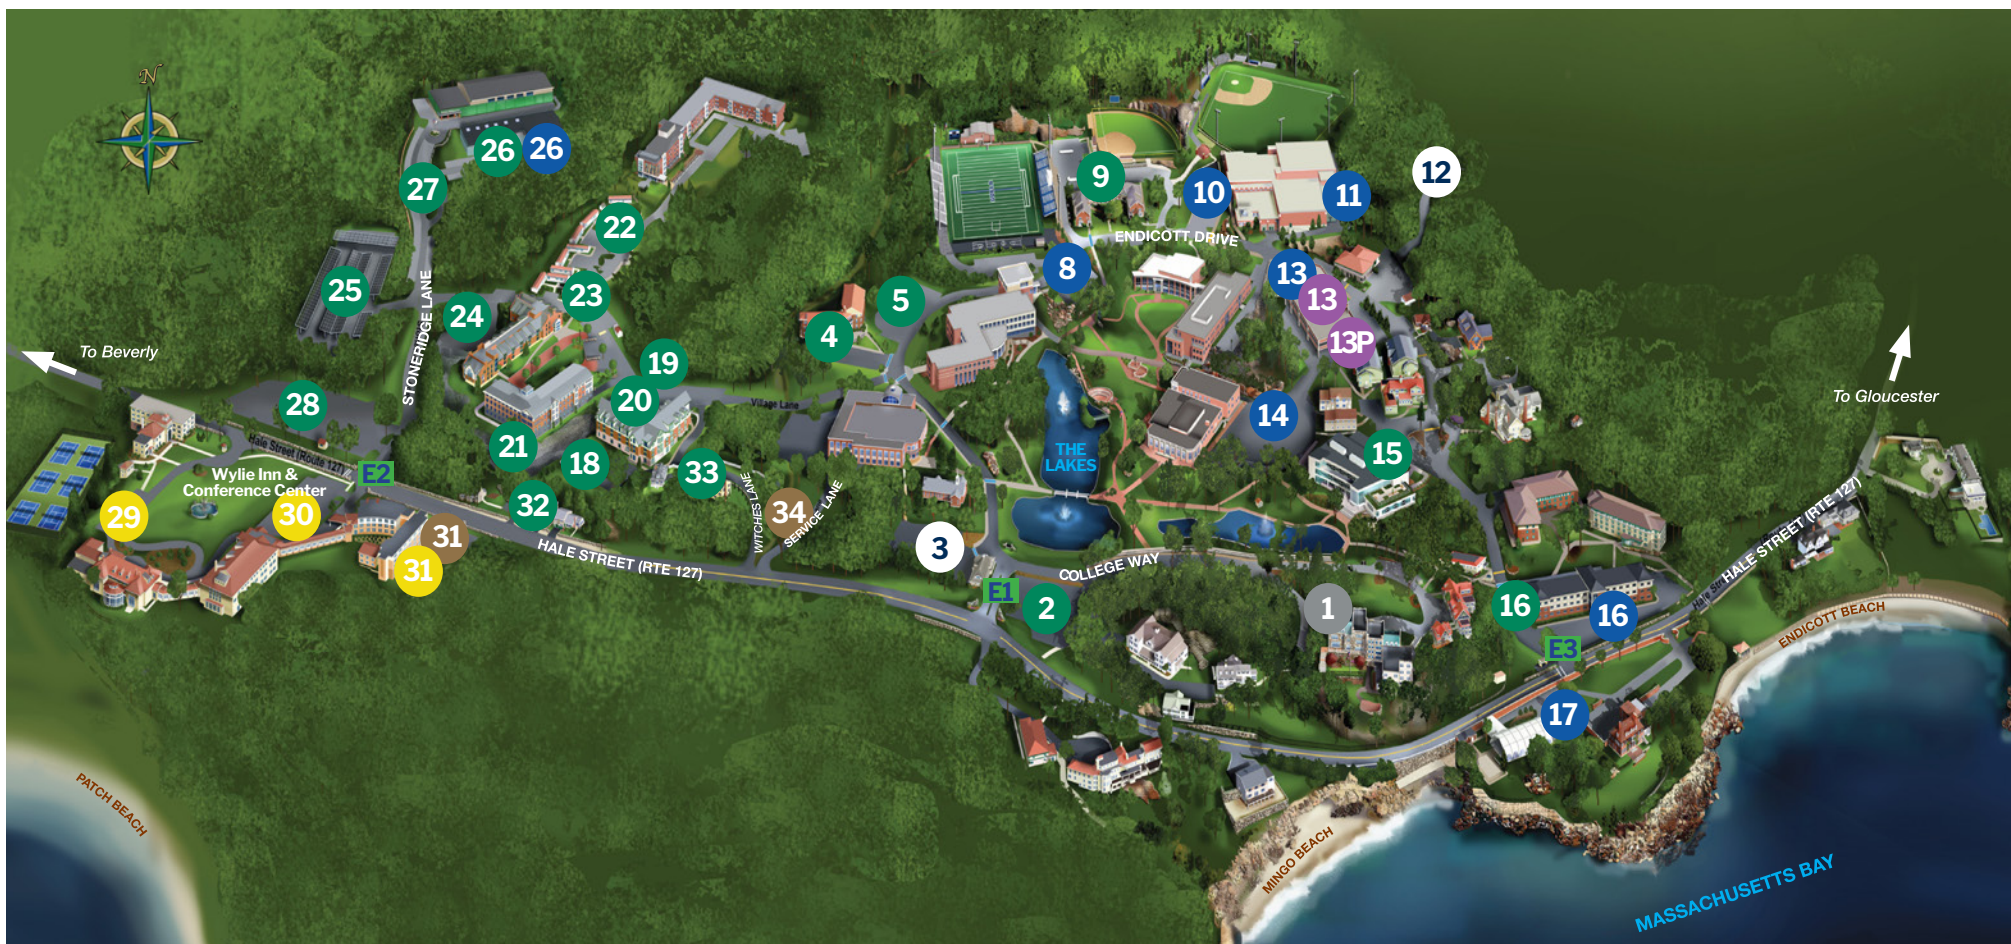 N
26
26
27
22
9
10
11
12
ENDICOTT DRIVE
8
13
13
13P
25
STONERIDGE LANE
24
23
5
4
To Beverly
19
20
Village Lane
28
Hale Street (Route 127)
21
18
33
14
15
THE
LAKES
To Gloucester
Wylie Inn &
Conference Center
E2
29
30
31
31
32
WITCHES LANE
34
SERVICE LANE
3
HALE STREET (RTE 127)
COLLEGE WAY
E1
2
1
16
16
E3
17
HALE STREET (RTE 127)
ENDICOTT BEACH
PATCH BEACH
MINGO BEACH
MASSACHUSETTS BAY